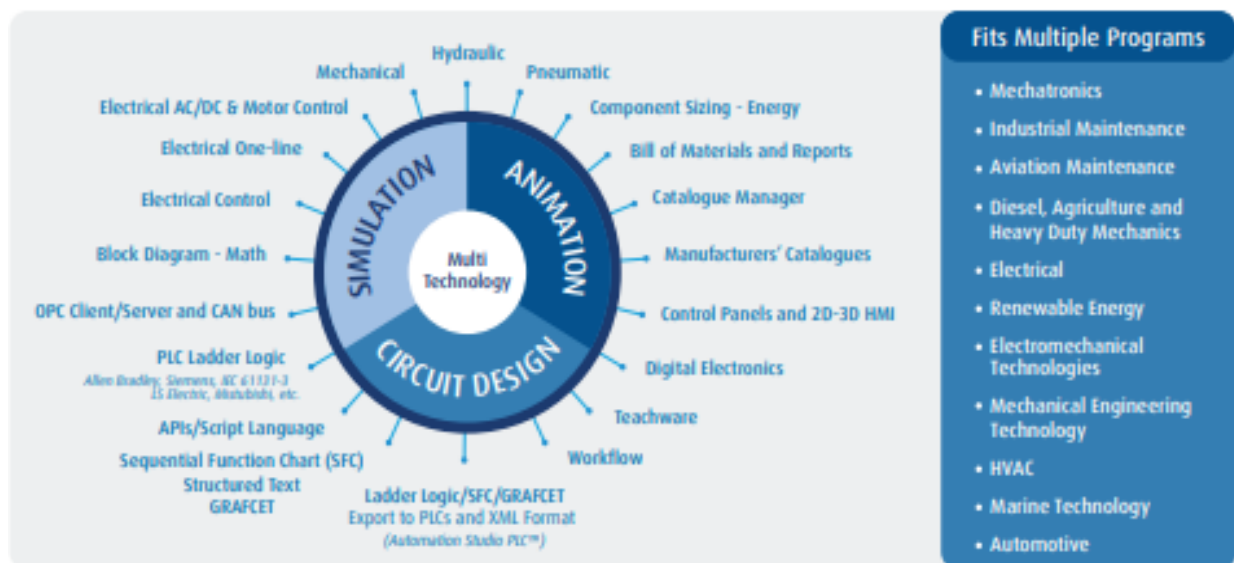 Hydraulic
Pneumatic
Component Sizing - Energy
Bill of Materials and Reports
Catalogue Manager
Manufacturers' Catalogues
Control Panels and 2D-3D HMI
Digital Electronics
Teachware
Workflow
Ladder Logic/SFC/GRAFCET
Export to PLCs and XML Format
(Automation Studio PLC™)
Sequential Function Chart (SFC)
Structured Text
GRAFCET
APIs/Script Language
PLC Ladder Logic
Allen Bradley, Siemens, IEC 61131-3
LS Electric, Mistubishi, etc.
OPC Client/Server and CAN bus
Block Diagram - Math
Electrical Control
Electrical One-line
Electrical AC/DC & Motor Control
Mechanical
SIMULATION
ANIMATION
CIRCUIT DESIGN
Multi
Technology
Fits Multiple Programs
• Mechatronics
• Industrial Maintenance
• Aviation Maintenance
• Diesel, Agriculture and
Heavy Duty Mechanics
• Electrical
• Renewable Energy
• Electromechanical
Technologies
• Mechanical Engineering
Technology
• HVAC
• Marine Technology
• Automotive